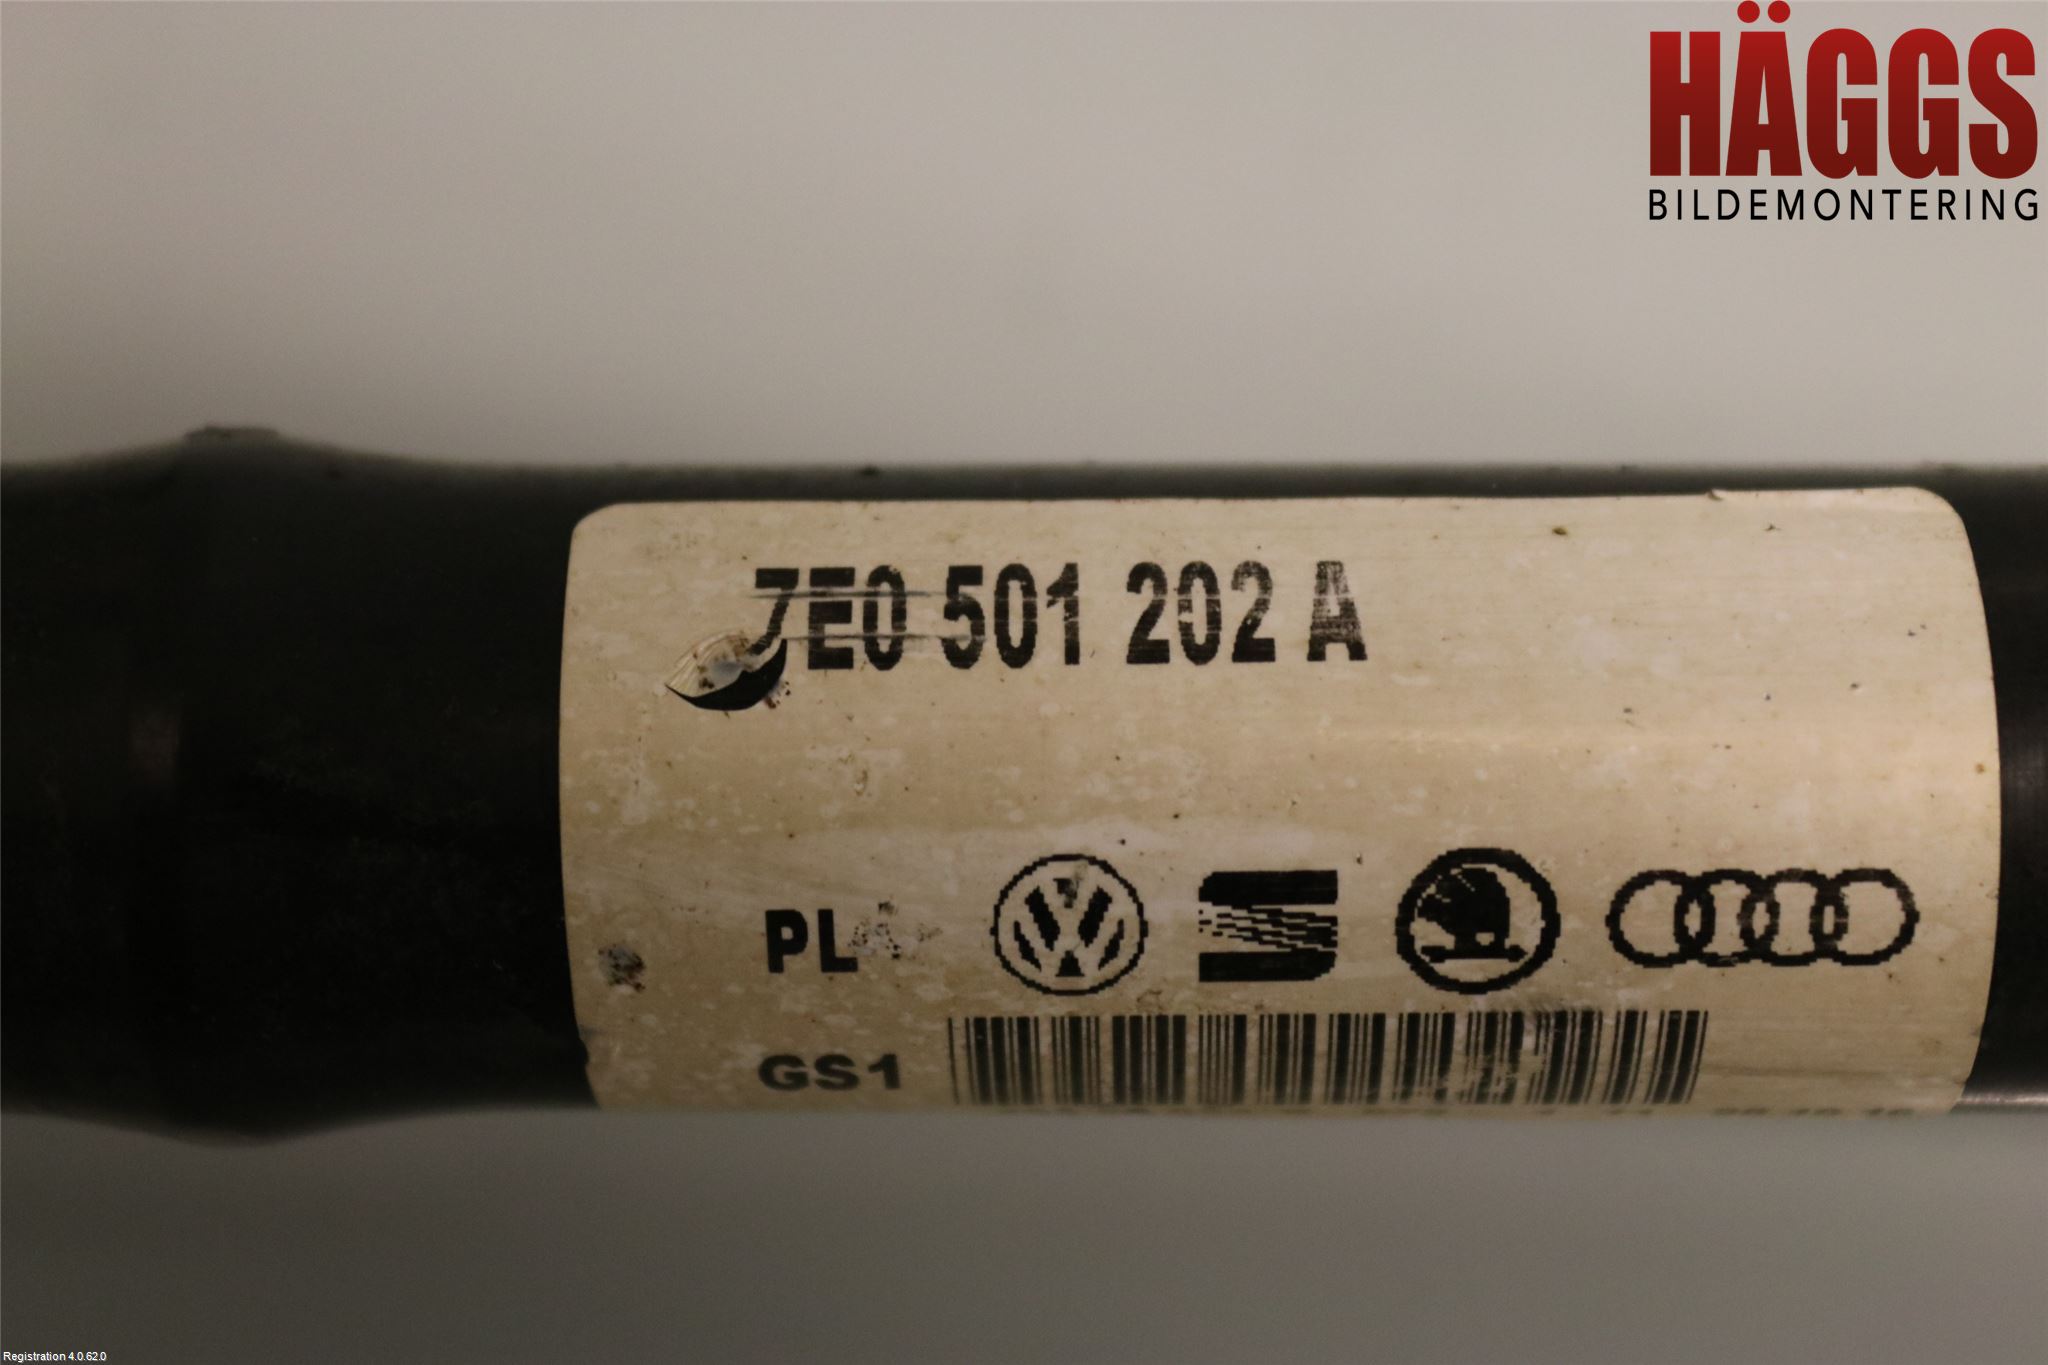 HÄGGS
BILDEMONTERING
7E0 501 202 A
PL
GS1
Registration 4.0.62.0